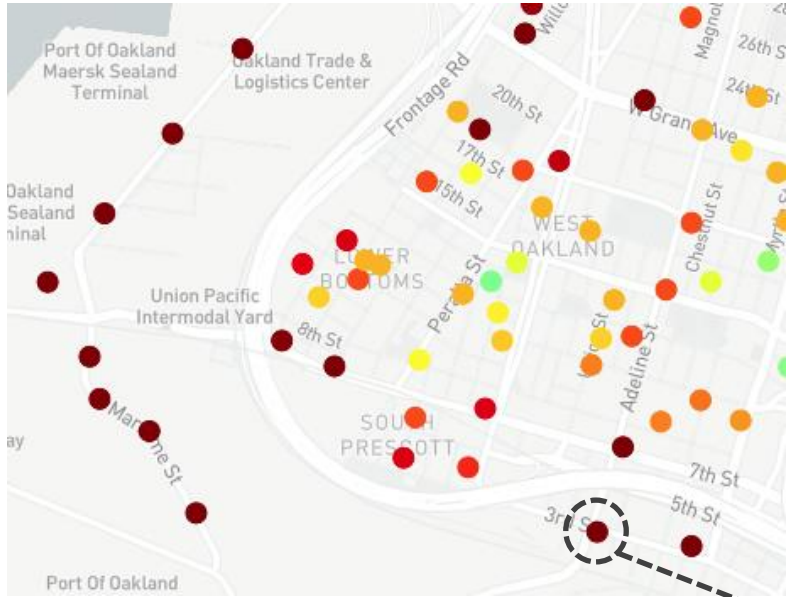 Port Of Oakland
Maersk Sealand
Terminal
Oakland Trade &
Logistics Center
Frontage Rd
20th St
17th St
15th St
W Grand Ave
26th St
24th St
Oakland
Sealand
WEST
OAKLAND
Chestnut St
LOWER
BOTTOMS
Peralta St
Union Pacific
Intermodal Yard
8th St
Adeline St
Maritime St
SOUTH
PRESCOTT
7th St
5th St
3rd St
Port Of Oakland